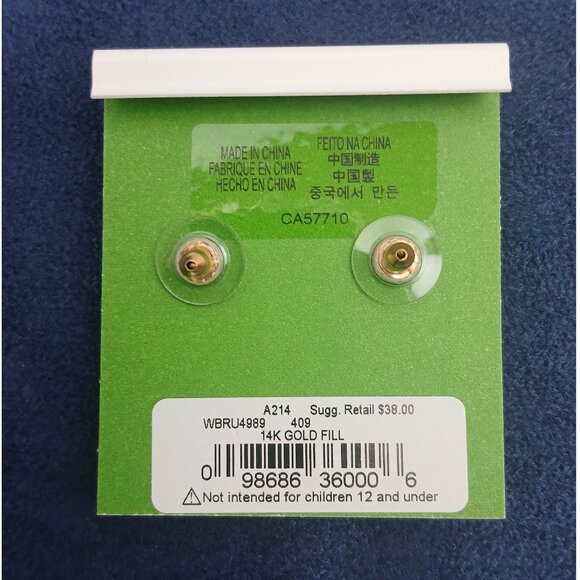 MADE IN CHINA
FABRIQUE EN CHINE
HECHO EN CHINA
FEITO NA CHINA
中国制造
中國製
중국에서 만든
CA57710
A214 Sugg. Retail $38.00
WBRU4989 409
14K GOLD FILL
0 98686 36000 6
⚠Not intended for children 12 and under